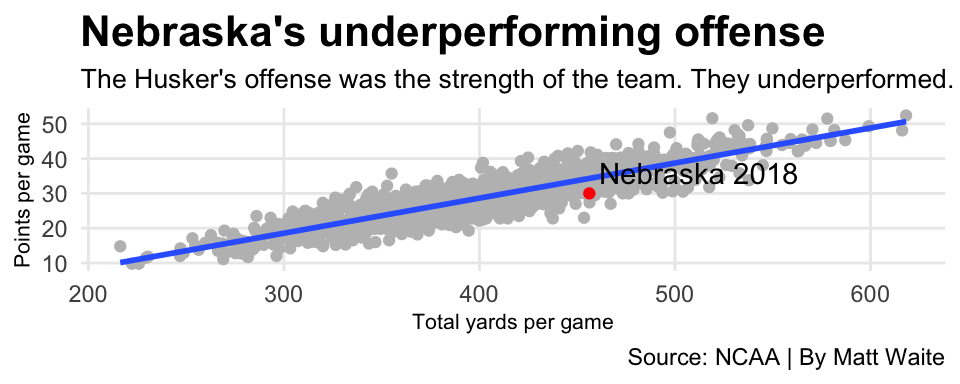 Nebraska's underperforming offense
The Husker's offense was the strength of the team. They underperformed.
Points per game
50
40
30
20
10
Nebraska 2018
200 300 400 500 600
Total yards per game
Source: NCAA | By Matt Waite